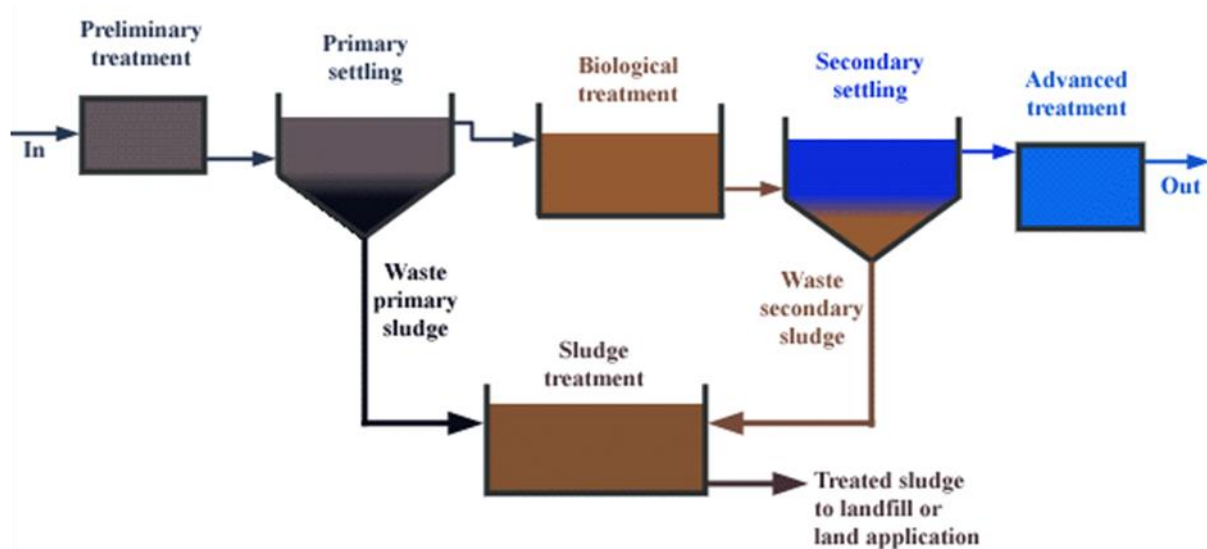 Preliminary
treatment
Primary
settling
Biological
treatment
Secondary
settling
Advanced
treatment
In
Out
Waste
primary
sludge
Waste
secondary
sludge
Sludge
treatment
Treated sludge
to landfill or
land application